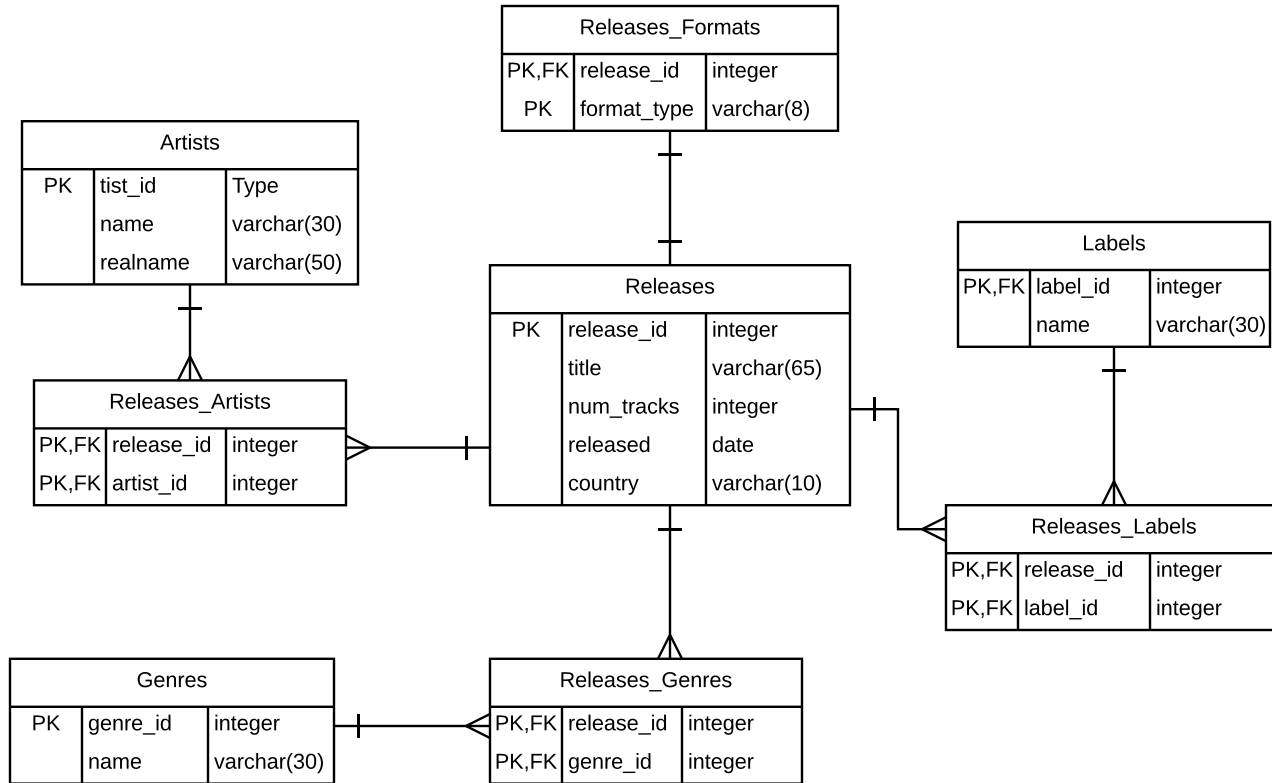 Releases_Formats
PK,FK release_id integer
PK format_type varchar(8)
Artists
PK tist_id Type
name varchar(30)
realname varchar(50)
Labels
PK,FK label_id integer
name varchar(30)
Releases
PK release_id integer
title varchar(65)
num_tracks integer
released date
country varchar(10)
Releases_Artists
PK,FK release_id integer
PK,FK artist_id integer
Releases_Labels
PK,FK release_id integer
PK,FK label_id integer
Genres
PK genre_id integer
name varchar(30)
Releases_Genres
PK,FK release_id integer
PK,FK genre_id integer